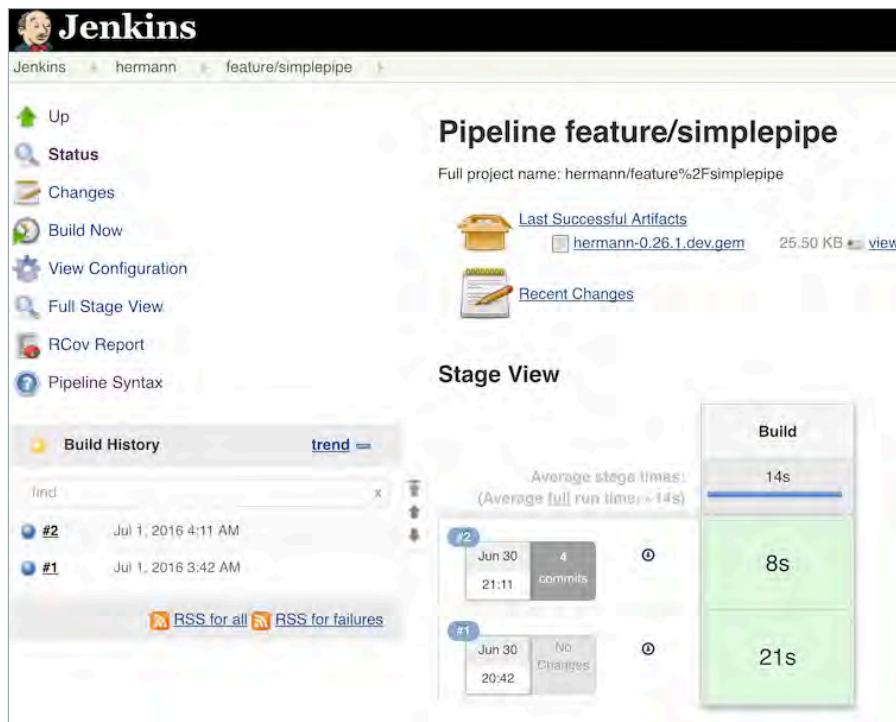 Jenkins
Jenkins hermann feature/simplepipe
Up
Status
Changes
Build Now
View Configuration
Full Stage View
RCov Report
Pipeline Syntax
Build History trend
find x
#2 Jul 1, 2016 4:11 AM
#1 Jul 1, 2016 3:42 AM
RSS for all RSS for failures
Pipeline feature/simplepipe
Full project name: hermann/feature%2Fsimplepipe
Last Successful Artifacts
hermann-0.26.1.dev.gem 25.50 KB view
Recent Changes
Stage View
Build
Average stage times: 14s
(Average full run time: ~14s)
#2
Jun 30 4
21:11 commits
8s
#1
Jun 30 No
20:42 Changes
21s